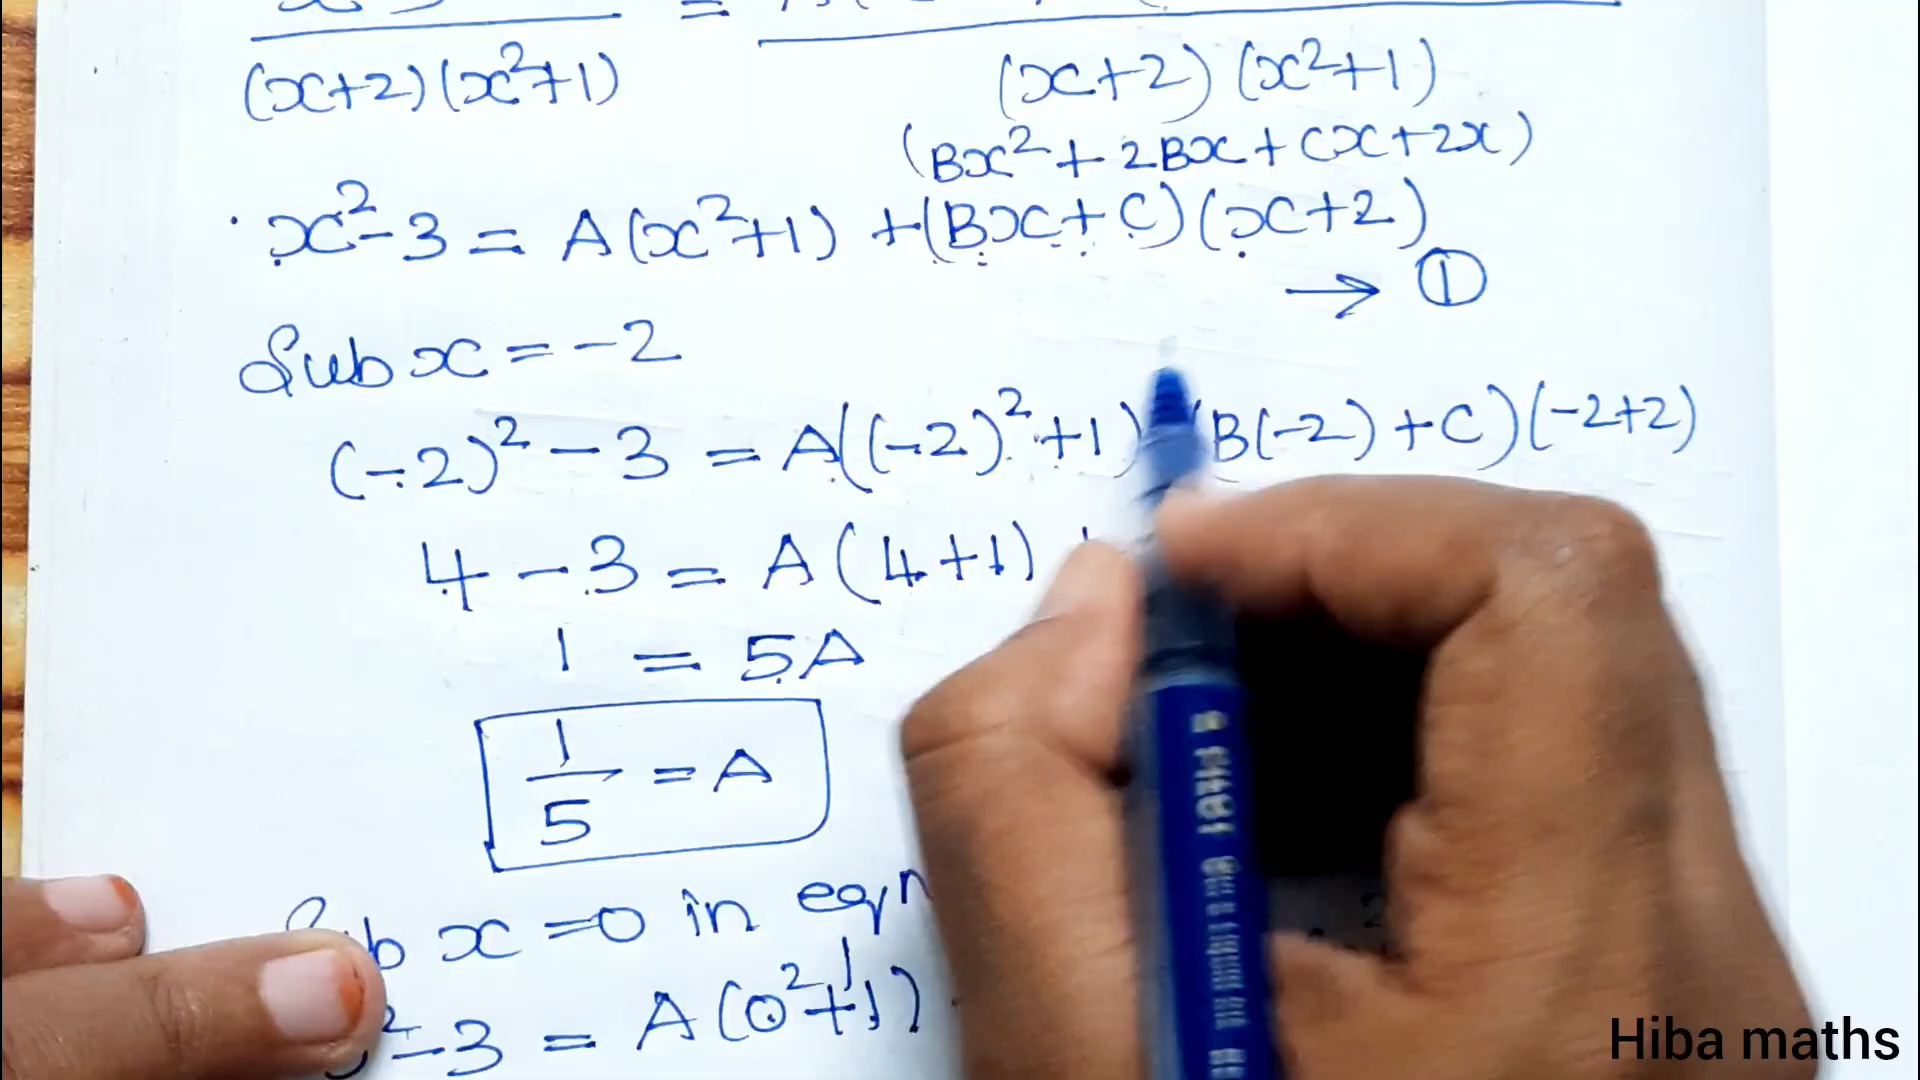 =
(x+2)(x²+1) (x+2)(x²+1)
(Bx²+2Bx+Cx+2x)
x²-3 = A(x²+1) +(Bx+C)(x+2)
→ ①
Sub x = -2
(-2)² - 3 = A((-2)²+1) (B(-2)+C)(-2+2)
4 - 3 = A(4+1)
1 = 5A
1/5 = A
Sub x=0 in eqn
-3 = A(0²+1)
Hiba maths